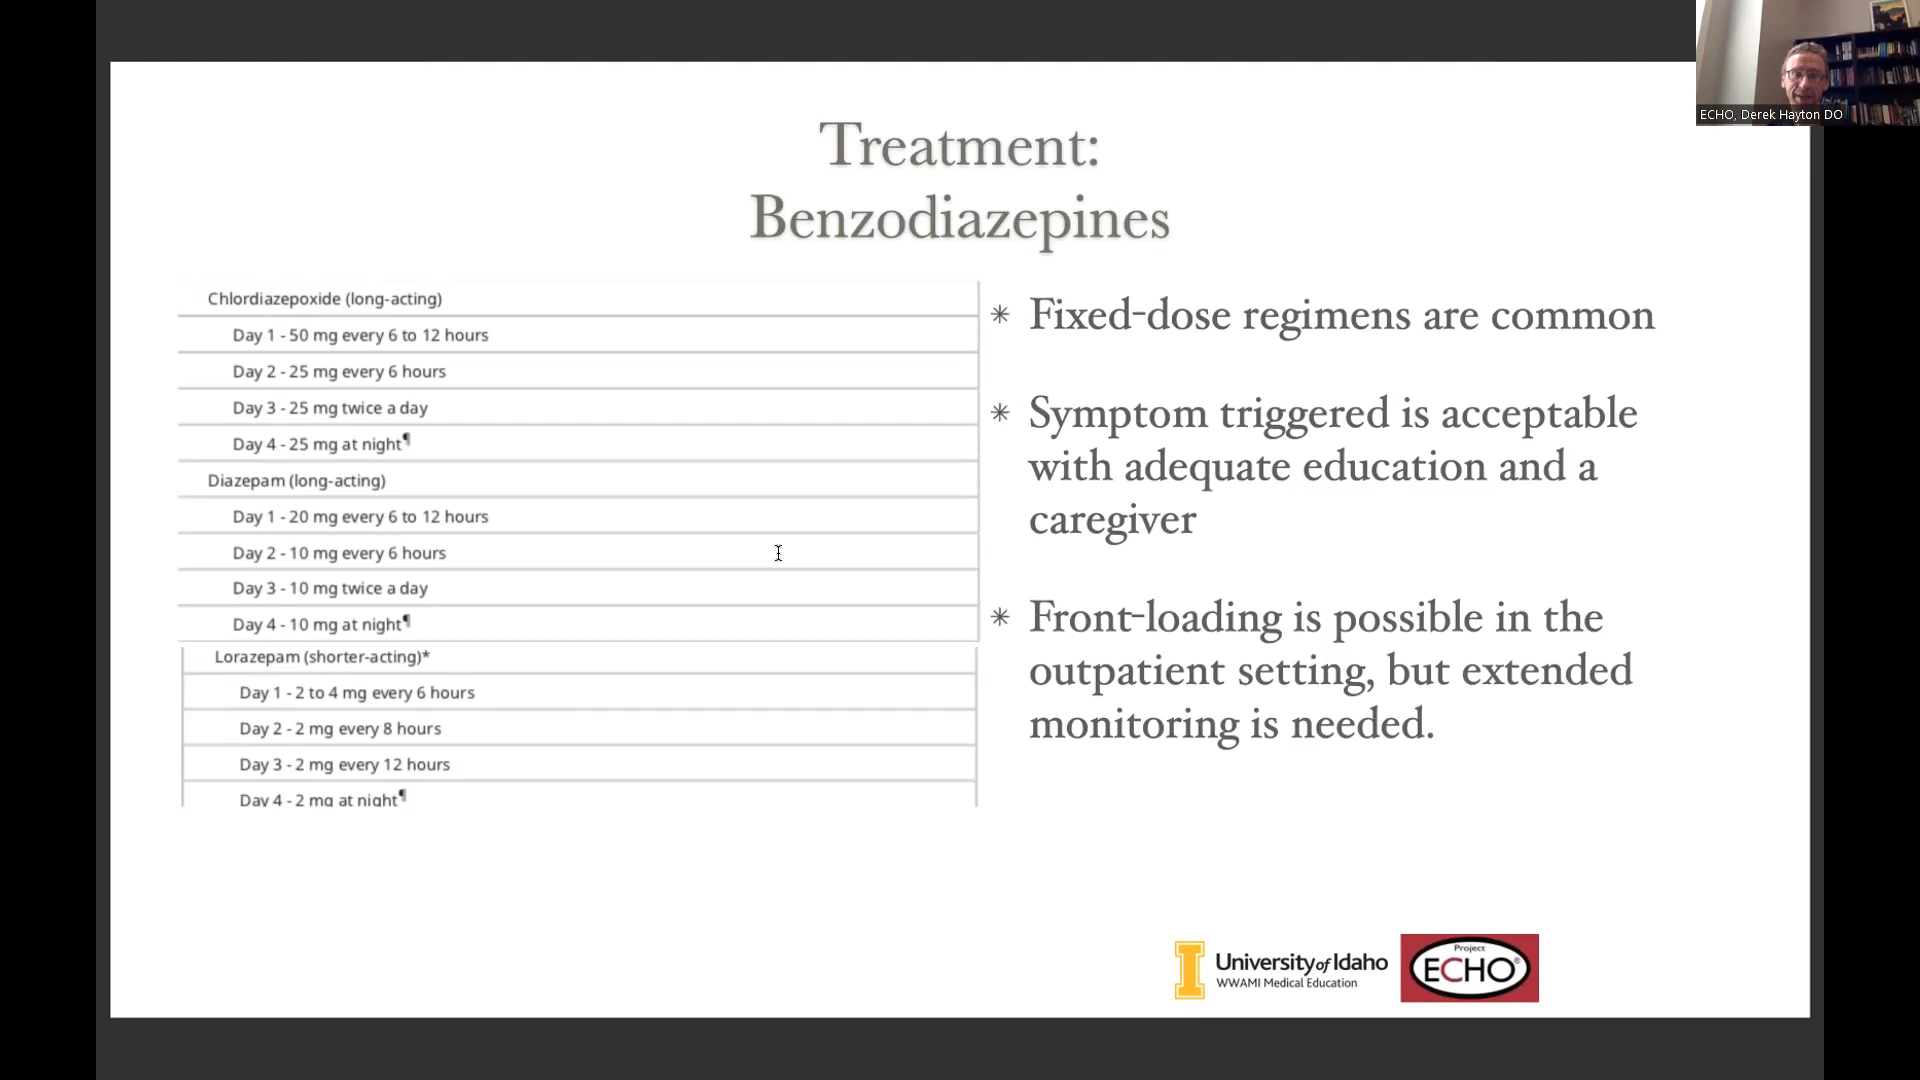 ECHO, Derek Hayton DO
Treatment:
Benzodiazepines
Chlordiazepoxide (long-acting)
Day 1 - 50 mg every 6 to 12 hours
Day 2 - 25 mg every 6 hours
Day 3 - 25 mg twice a day
Day 4 - 25 mg at night¶
Diazepam (long-acting)
Day 1 - 20 mg every 6 to 12 hours
Day 2 - 10 mg every 6 hours
Day 3 - 10 mg twice a day
Day 4 - 10 mg at night¶
Lorazepam (shorter-acting)*
Day 1 - 2 to 4 mg every 6 hours
Day 2 - 2 mg every 8 hours
Day 3 - 2 mg every 12 hours
Day 4 - 2 mg at night¶
* Fixed-dose regimens are common
* Symptom triggered is acceptable
with adequate education and a
caregiver
* Front-loading is possible in the
outpatient setting, but extended
monitoring is needed.
University of Idaho
WWAMI Medical Education
Project
ECHO®